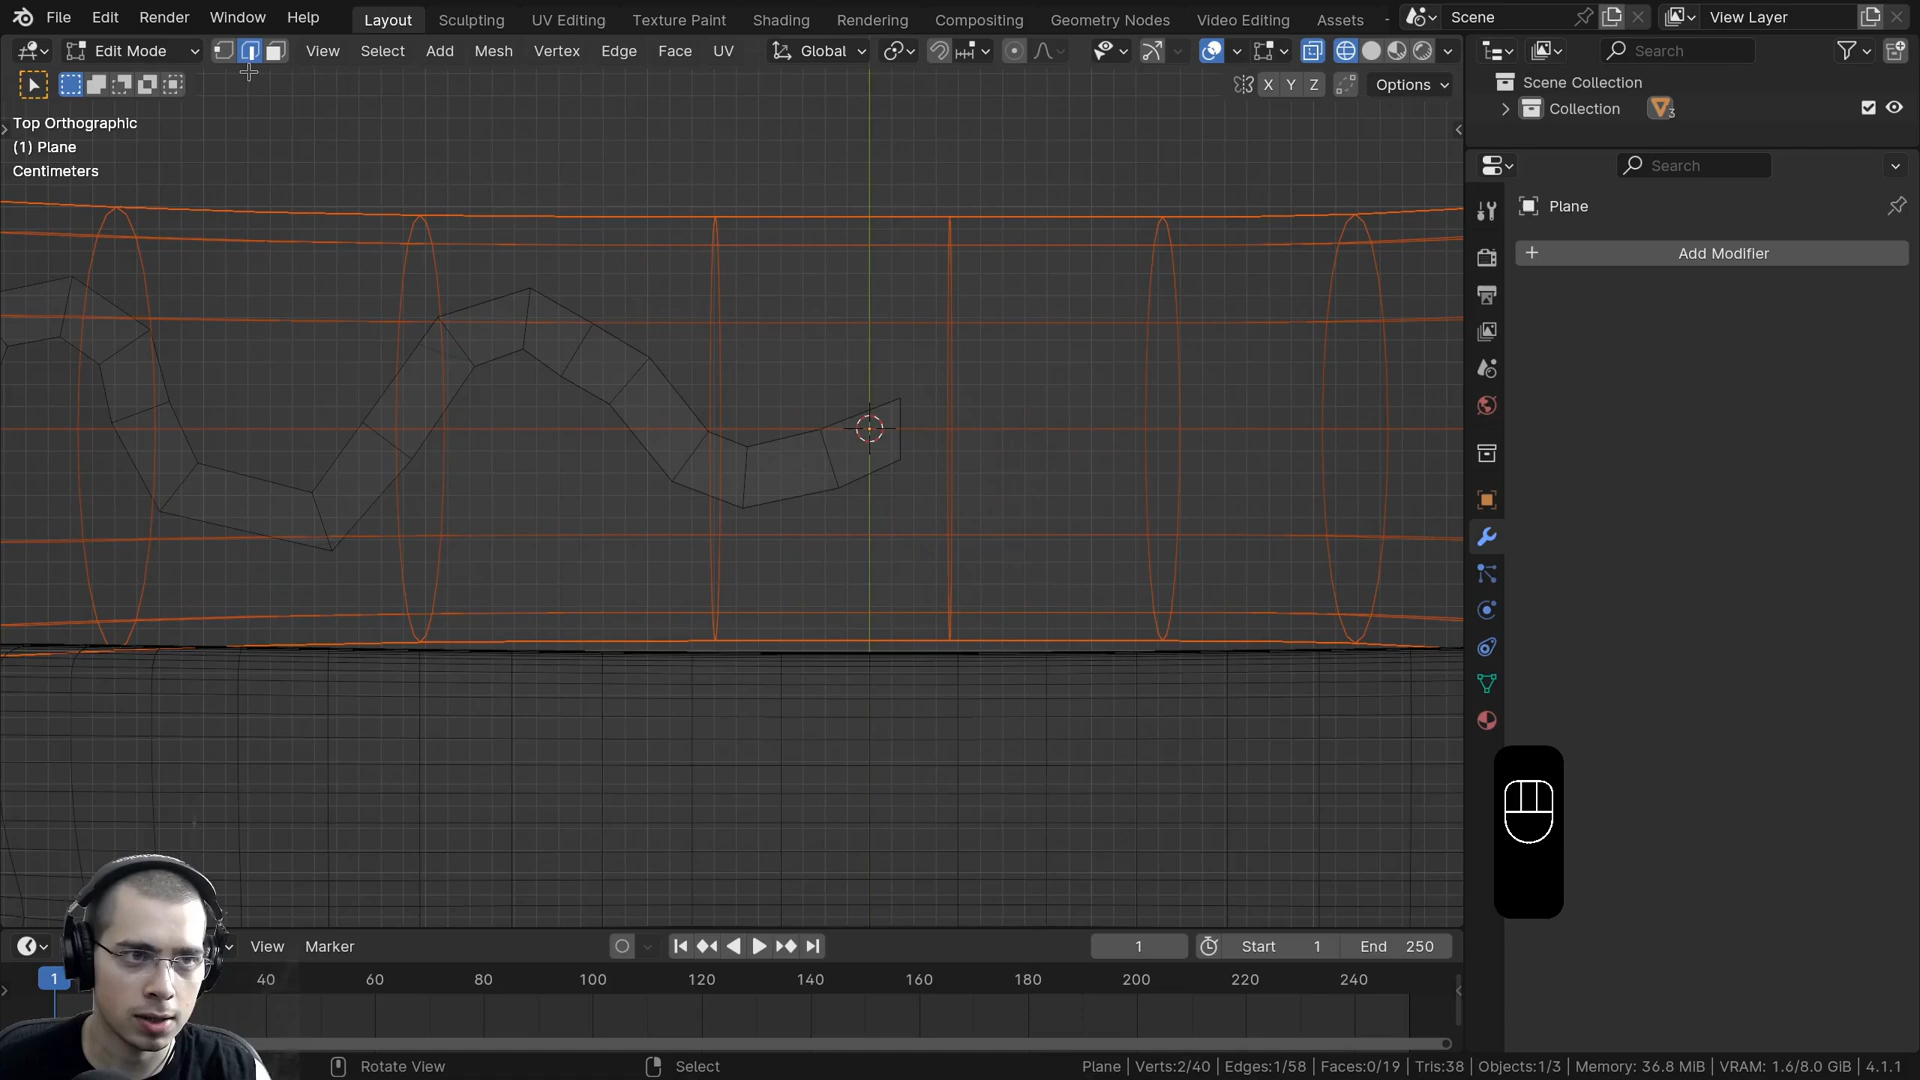 File Edit Render Window Help Layout Sculpting UV Editing Texture Paint Shading Rendering Compositing Geometry Nodes Video Editing Assets Scene View Layer
Edit Mode View Select Add Mesh Vertex Edge Face UV Global Search
X Y Z Options
Scene Collection
Collection 3
Top Orthographic
(1) Plane
Centimeters
Search
Plane
Add Modifier
View Marker 1 Start 1 End 250
1 40 60 80 100 120 140 160 180 200 220 240
Rotate View Select Plane | Verts:2/40 | Edges:1/58 | Faces:0/19 | Tris:38 | Objects:1/3 | Memory: 36.8 MiB | VRAM: 1.6/8.0 GiB | 4.1.1